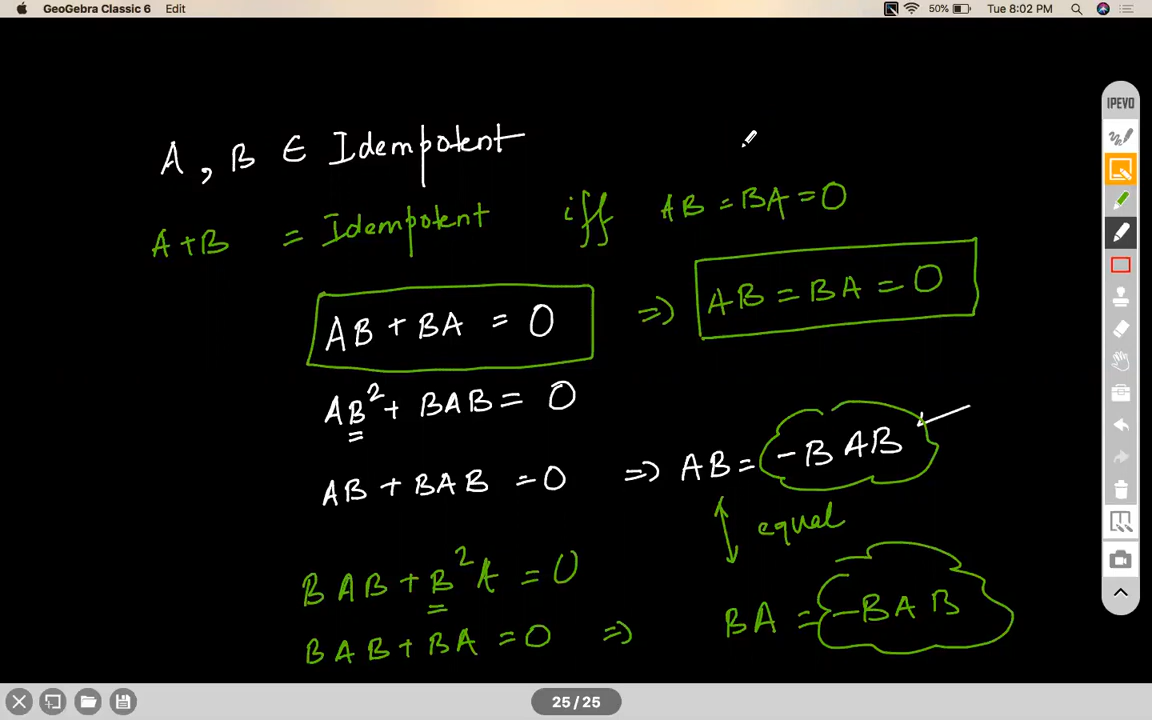 GeoGebra Classic 6 Edit 50% Tue 8:02 PM
IPEVO
A, B ∈ Idempotent
A+B = Idempotent iff AB = BA = 0
AB + BA = 0 ⇒ AB = BA = 0
AB² + BAB = 0
AB + BAB = 0 ⇒ AB = -BAB
equal
BAB + B²A = 0
BAB + BA = 0 ⇒ BA = -BAB
25/25